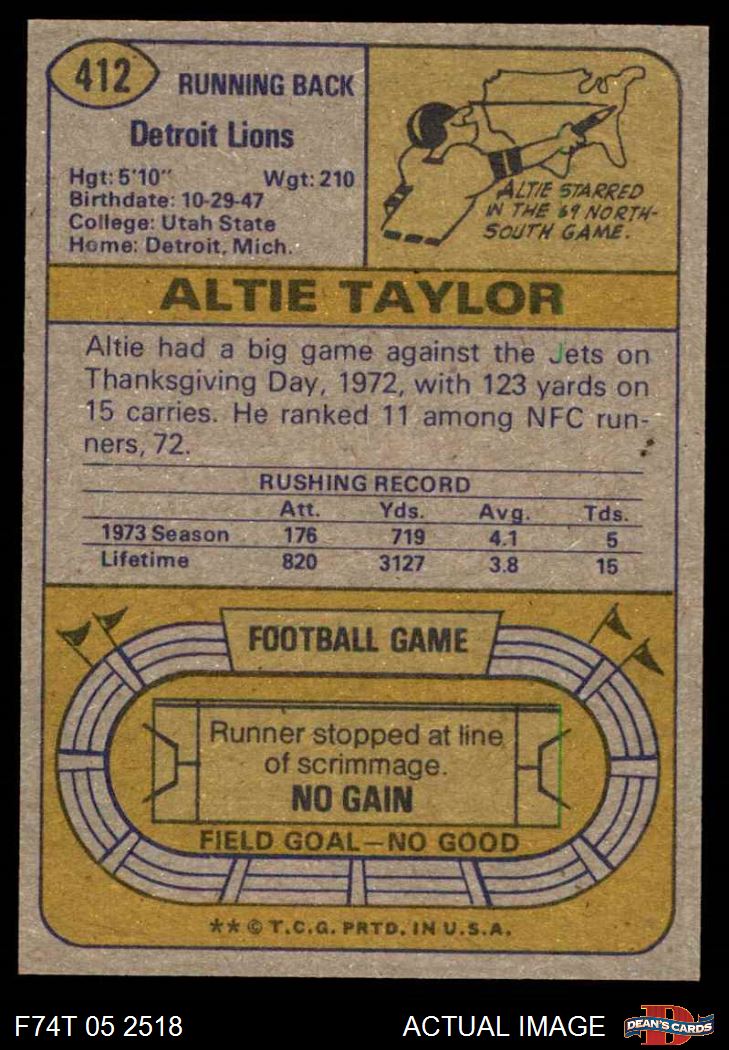 412
RUNNING BACK
Detroit Lions
Hgt: 5'10" Wgt: 210
Birthdate: 10-29-47
College: Utah State
Home: Detroit, Mich.
ALTIE STARRED
IN THE 69 NORTH-
SOUTH GAME.
ALTIE TAYLOR
Altie had a big game against the Jets on
Thanksgiving Day, 1972, with 123 yards on
15 carries. He ranked 11 among NFC run-
ners, 72.
RUSHING RECORD
Att. Yds. Avg. Tds.
1973 Season 176 719 4.1 5
Lifetime 820 3127 3.8 15
FOOTBALL GAME
Runner stopped at line
of scrimmage.
NO GAIN
FIELD GOAL—NO GOOD
** © T.C.G. PRTD. IN U.S.A.
F74T 05 2518 ACTUAL IMAGE
D
DEAN'S CARDS